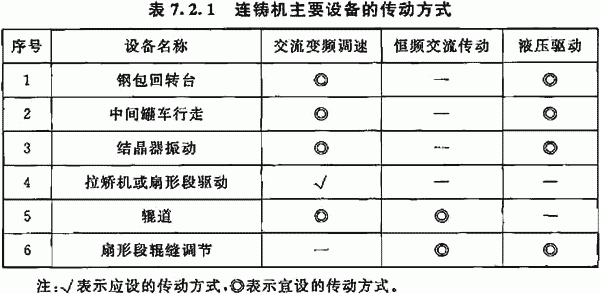 表 7.2.1 连铸机主要设备的传动方式
序号 设备名称 交流变频调速 恒频交流传动 液压驱动
1 钢包回转台 ◎ — ◎
2 中间罐车行走 ◎ — ◎
3 结晶器振动 ◎ — ◎
4 拉矫机或扇形段驱动 √ — —
5 辊道 ◎ ◎ —
6 扇形段辊缝调节 — ◎ ◎
注:√表示应设的传动方式,◎表示宜设的传动方式。